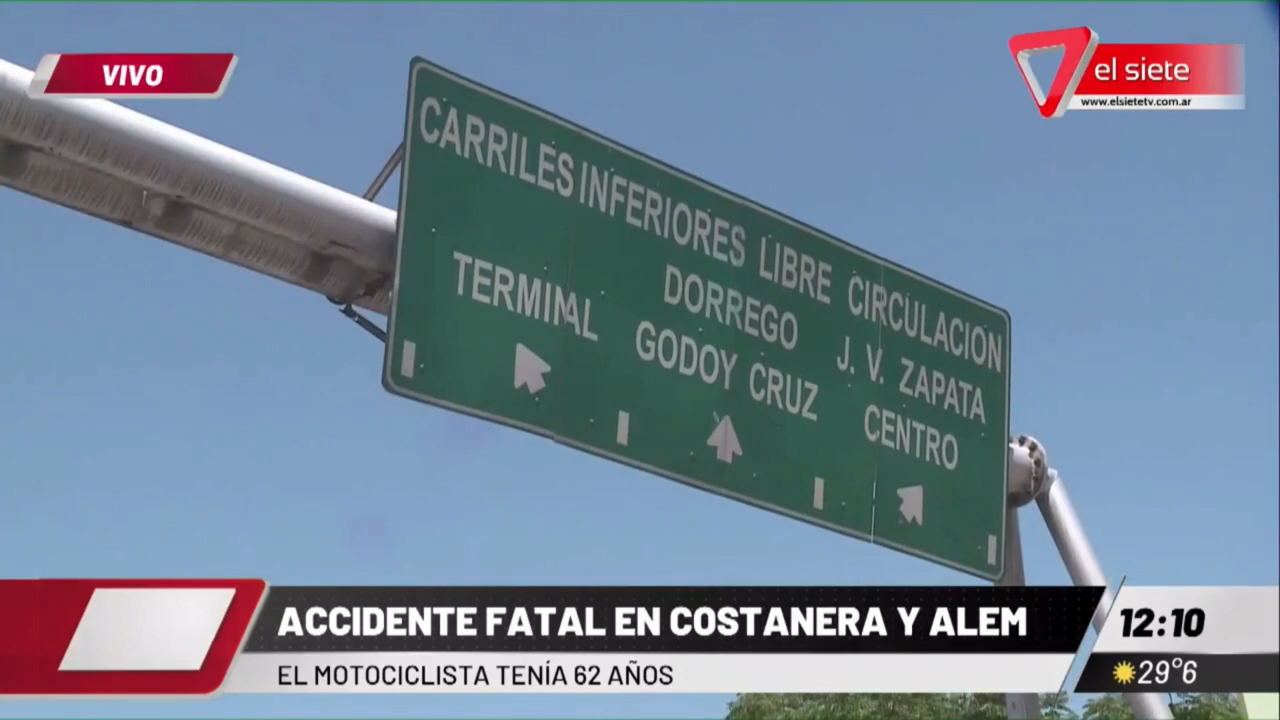 VIVO
el siete
www.elsietetv.com.ar
CARRILES INFERIORES LIBRE CIRCULACION
TERMINAL
DORREGO
GODOY CRUZ
J. V. ZAPATA
CENTRO
ACCIDENTE FATAL EN COSTANERA Y ALEM
EL MOTOCICLISTA TENÍA 62 AÑOS
12:10
29°6